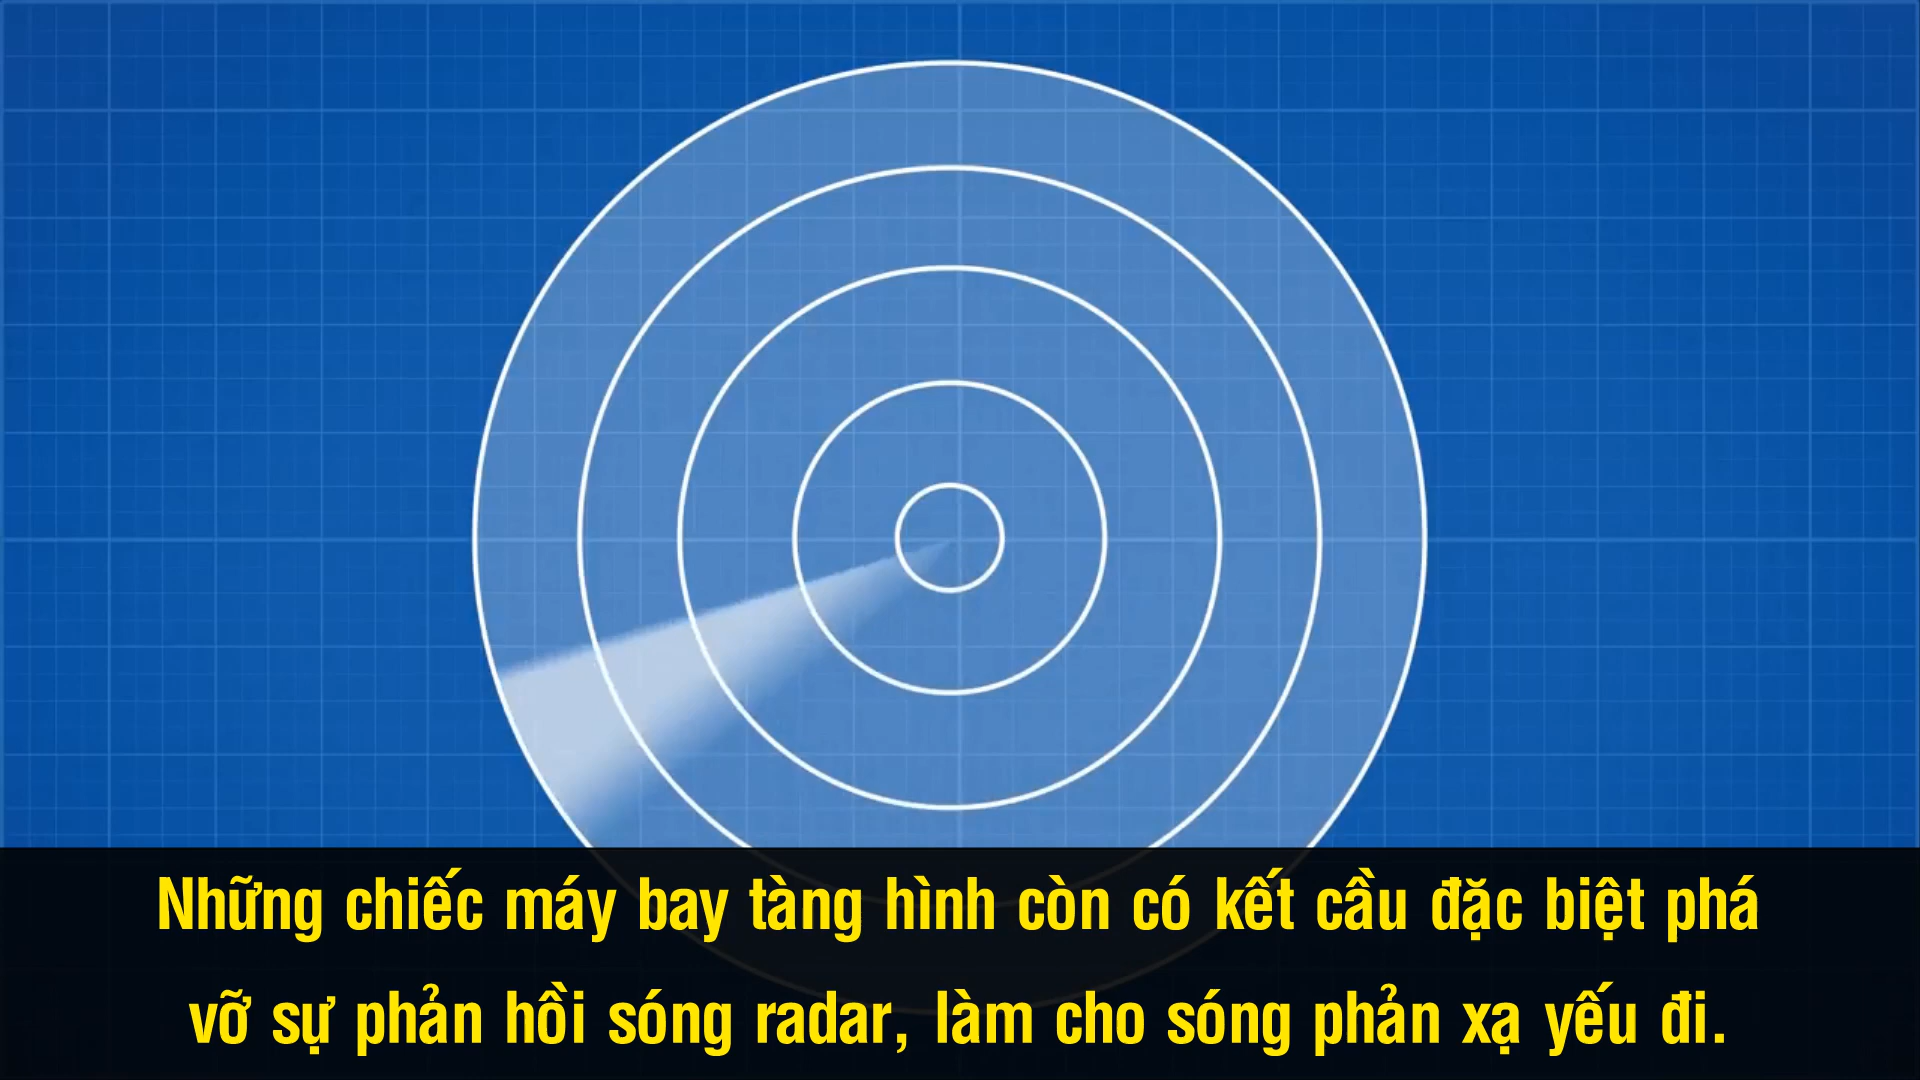 Những chiếc máy bay tàng hình còn có kết cầu đặc biệt phá
vỡ sự phản hồi sóng radar, làm cho sóng phản xạ yếu đi.